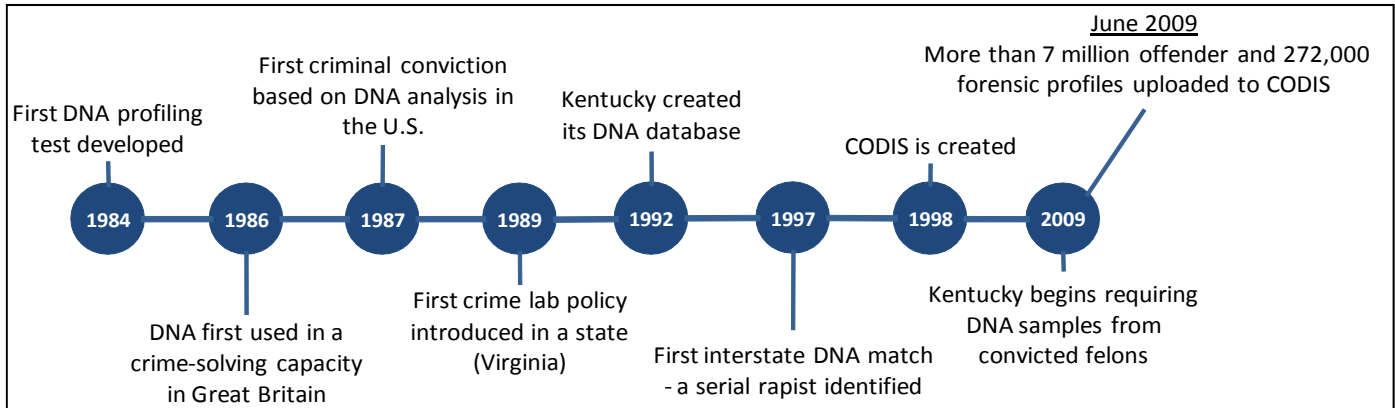 June 2009
More than 7 million offender and 272,000
forensic profiles uploaded to CODIS
First criminal conviction
based on DNA analysis in
the U.S.
First DNA profiling
test developed
Kentucky created
its DNA database
CODIS is created
1984
1986
1987
1989
1992
1997
1998
2009
DNA first used in a
crime-solving capacity
in Great Britain
First crime lab policy
introduced in a state
(Virginia)
First interstate DNA match
- a serial rapist identified
Kentucky begins requiring
DNA samples from
convicted felons